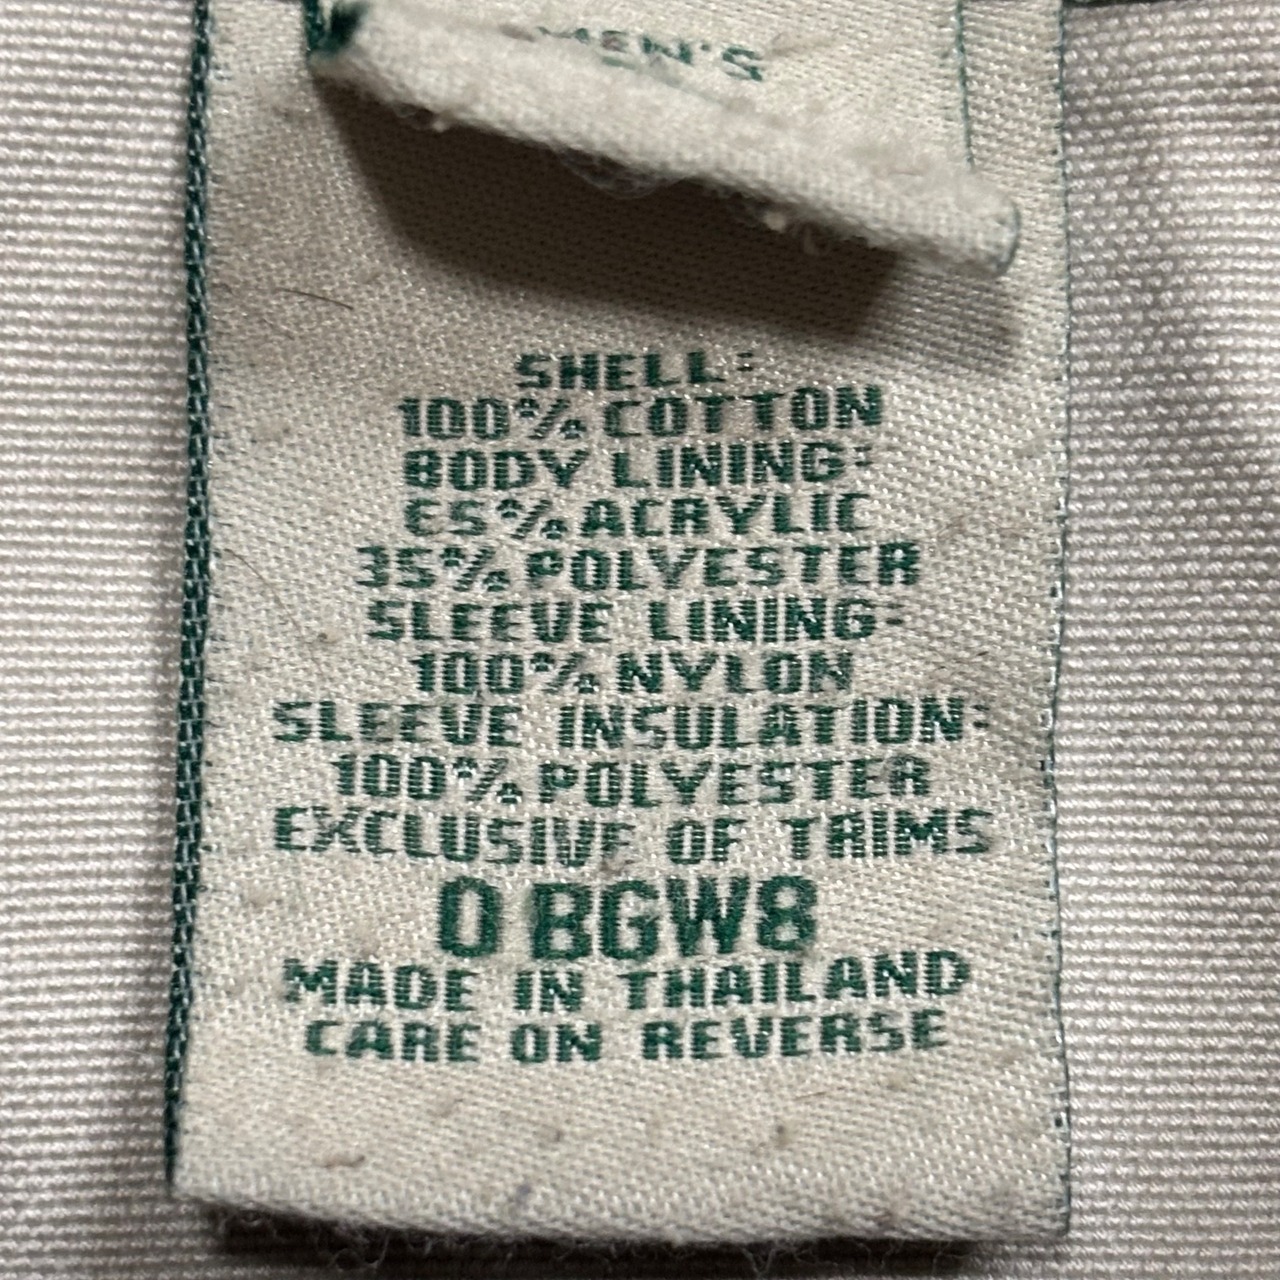 MEN'S
SHELL:
100% COTTON
BODY LINING:
65% ACRYLIC
35% POLYESTER
SLEEVE LINING:
100% NYLON
SLEEVE INSULATION:
100% POLYESTER
EXCLUSIVE OF TRIMS
0 BGW8
MADE IN THAILAND
CARE ON REVERSE